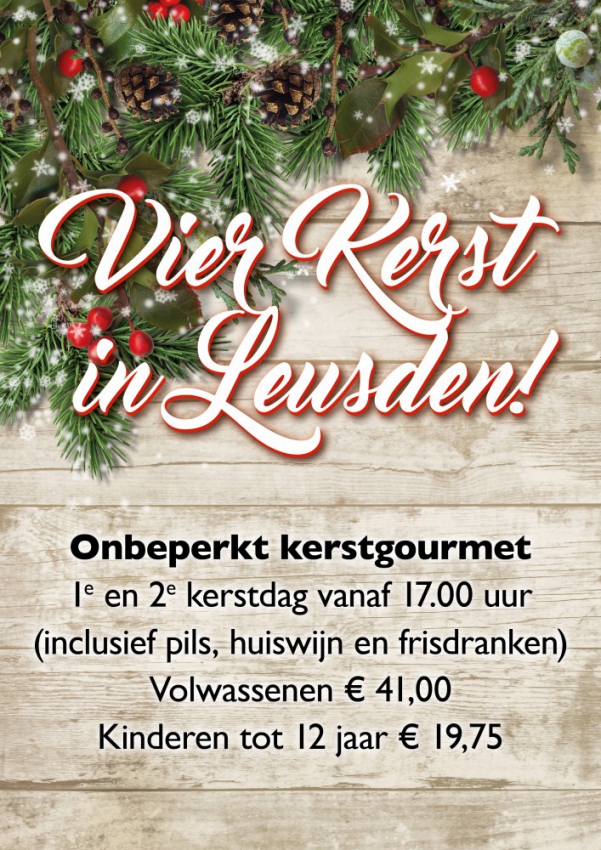 Vier Kerst
in Leusden!
Onbeperkt kerstgourmet
1e en 2e kerstdag vanaf 17.00 uur
(inclusief pils, huiswijn en frisdranken)
Volwassenen € 41,00
Kinderen tot 12 jaar € 19,75